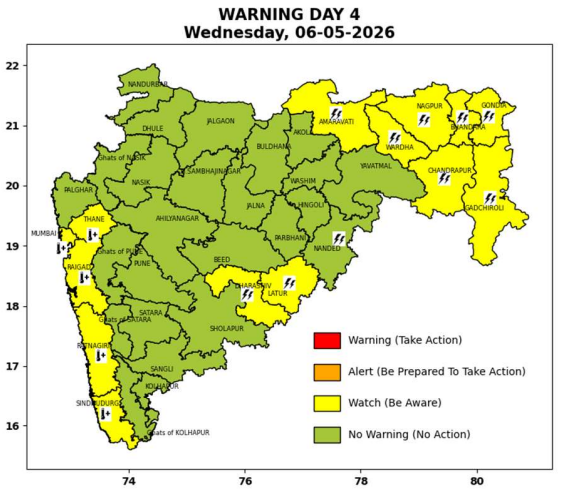 WARNING DAY 4
Wednesday, 06-05-2026
22
21
20
19
18
17
16
74
76
78
80
NANDURBAR
DHULE
JALGAON
AMARAVATI
NAGPUR
GONDIA
BHANDARA
AKOLA
BULDHANA
WARDHA
Ghats of NASIK
NASIK
SAMBHAJINAGAR
WASHIM
YAVATMAL
CHANDRAPUR
GADCHIROLI
PALGHAR
THANE
AHILYANAGAR
JALNA
HINGOLI
MUMBAI
PARBHANI
NANDED
Ghats of PUNE
PUNE
BEED
RAIGAD
DHARASHIV
LATUR
SATARA
Ghats of SATARA
SHOLAPUR
RATNAGIRI
SANGLI
KOLHAPUR
SINDHUDURG
Ghats of KOLHAPUR
Warning (Take Action)
Alert (Be Prepared To Take Action)
Watch (Be Aware)
No Warning (No Action)